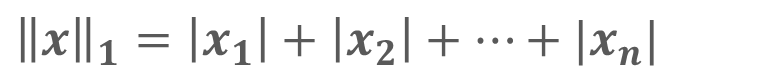 ‖x‖₁ = |x₁| + |x₂| + ⋯ + |xₙ|